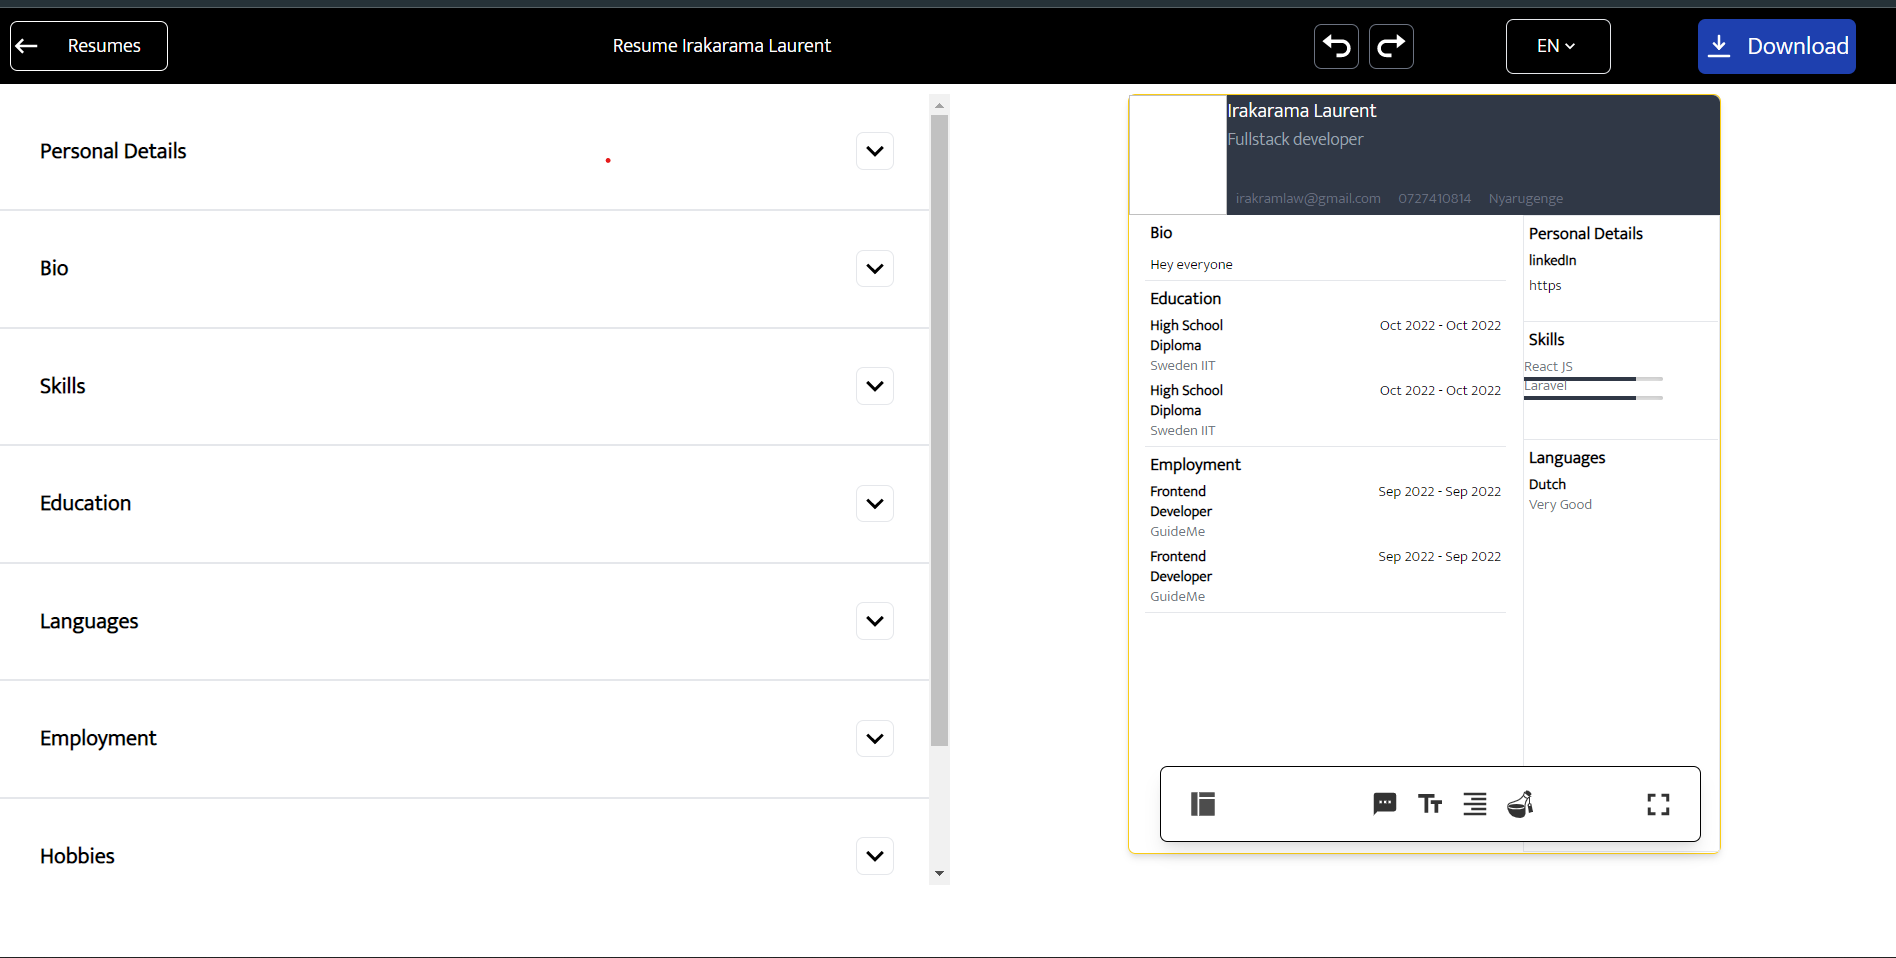 Resumes
Resume Irakarama Laurent
EN
Download
Personal Details
Bio
Skills
Education
Languages
Employment
Hobbies
Irakarama Laurent
Fullstack developer
irakramlaw@gmail.com 0727410814 Nyarugenge
Bio
Hey everyone
Education
High School Diploma
Oct 2022 - Oct 2022
Sweden IIT
High School Diploma
Oct 2022 - Oct 2022
Sweden IIT
Employment
Frontend Developer
Sep 2022 - Sep 2022
GuideMe
Frontend Developer
Sep 2022 - Sep 2022
GuideMe
Personal Details
linkedIn
https
Skills
React JS
Laravel
Languages
Dutch
Very Good